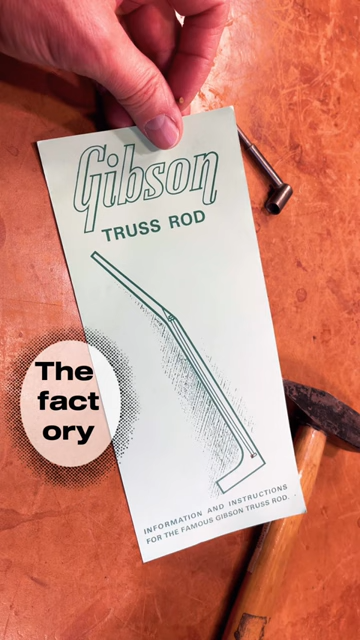 Gibson
TRUSS ROD
The
fact
ory
INFORMATION AND INSTRUCTIONS
FOR THE FAMOUS GIBSON TRUSS ROD.